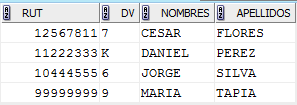 RUT DV NOMBRES APELLIDOS
12567811 7 CESAR FLORES
11222333 K DANIEL PEREZ
10444555 6 JORGE SILVA
99999999 9 MARIA TAPIA